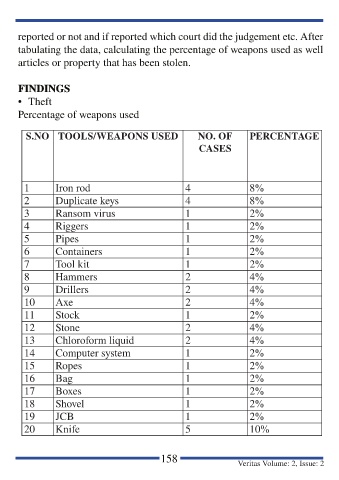 reported or not and if reported which court did the judgement etc. After
tabulating the data, calculating the percentage of weapons used as well
articles or property that has been stolen.
FINDINGS
• Theft
Percentage of weapons used
S.NO TOOLS/WEAPONS USED NO. OF CASES PERCENTAGE
1 Iron rod 4 8%
2 Duplicate keys 4 8%
3 Ransom virus 1 2%
4 Riggers 1 2%
5 Pipes 1 2%
6 Containers 1 2%
7 Tool kit 1 2%
8 Hammers 2 4%
9 Drillers 2 4%
10 Axe 2 4%
11 Stock 1 2%
12 Stone 2 4%
13 Chloroform liquid 2 4%
14 Computer system 1 2%
15 Ropes 1 2%
16 Bag 1 2%
17 Boxes 1 2%
18 Shovel 1 2%
19 JCB 1 2%
20 Knife 5 10%
158
Veritas Volume: 2, Issue: 2